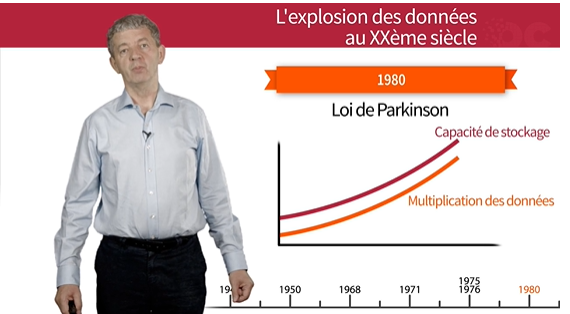 L'explosion des données
au XXème siècle
1980
Loi de Parkinson
Capacité de stockage
Multiplication des données
1950
1968
1971
1975
1976
1980